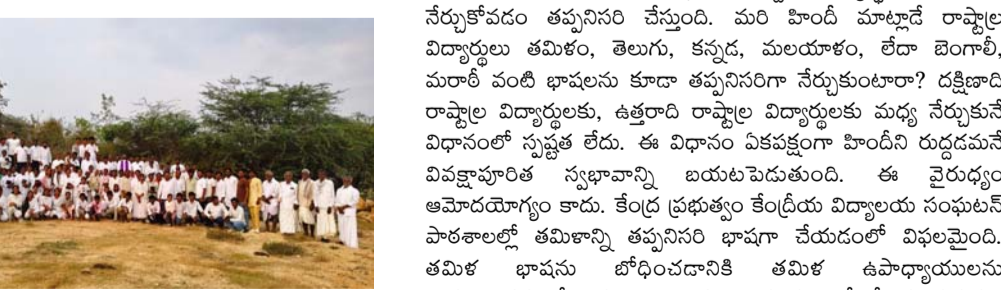 నేర్చుకోవడం తప్పనిసరి చేస్తుంది. మరి హిందీ మాట్లాడే రాష్ట్రాల
విద్యార్థులు తమిళం, తెలుగు, కన్నడ, మలయాళం, లేదా బెంగాలీ,
మరాఠీ వంటి భాషలను కూడా తప్పనిసరిగా నేర్చుకుంటారా? దక్షిణాది
రాష్ట్రాల విద్యార్థులకు, ఉత్తరాది రాష్ట్రాల విద్యార్థులకు మధ్య నేర్చుకునే
విధానంలో స్పష్టత లేదు. ఈ విధానం ఏకపక్షంగా హిందీని రుద్దడమనే
వివక్షాపూరిత స్వభావాన్ని బయటపెడుతుంది. ఈ వైరుధ్యం
ఆమోదయోగ్యం కాదు. కేంద్ర ప్రభుత్వం కేంద్రీయ విద్యాలయ సంఘటన్
పాఠశాలల్లో తమిళాన్ని తప్పనిసరి భాషగా చేయడంలో విఫలమైంది.
తమిళ భాషను బోధించడానికి తమిళ ఉపాధ్యాయులను